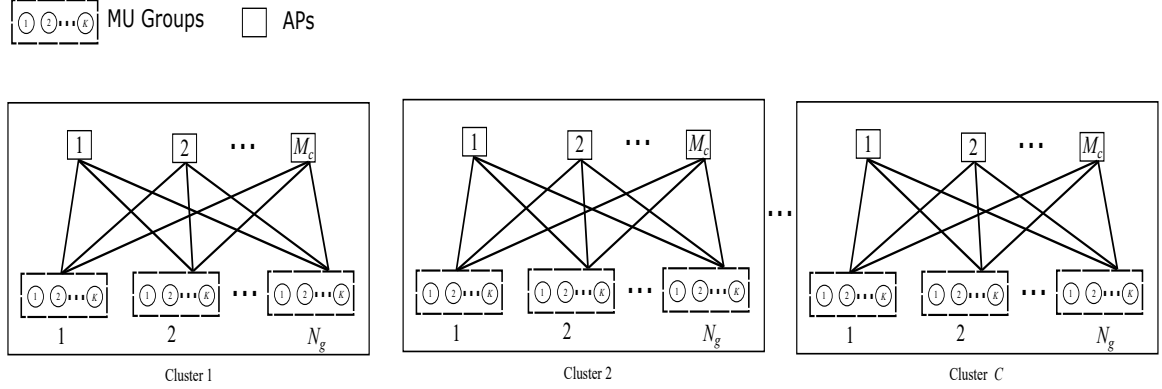 1 2 ... K MU Groups APs
1 2 ... M_c 1 2 ... M_c ... 1 2 ... M_c
1 2 ... K 1 2 ... K ... 1 2 ... K 1 2 ... K 1 2 ... K ... 1 2 ... K 1 2 ... K 1 2 ... K ... 1 2 ... K
1 2 N_g 1 2 N_g 1 2 N_g
Cluster 1 Cluster 2 Cluster C